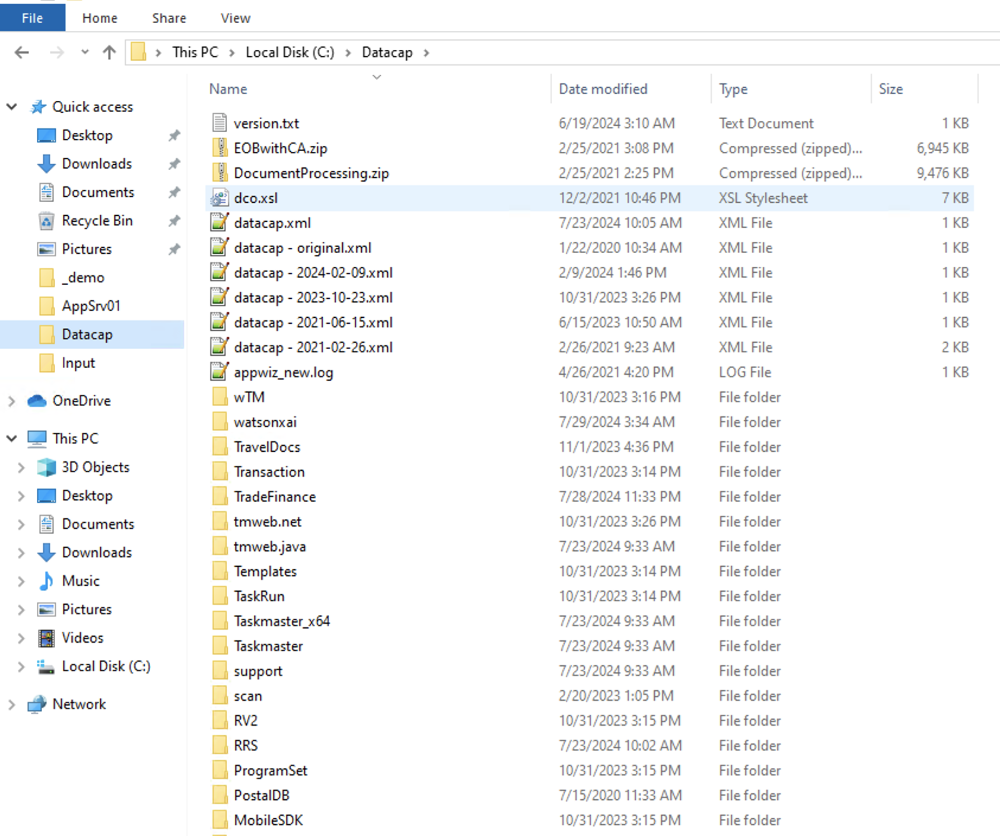 File Home Share View
This PC Local Disk (C:) Datacap
Name Date modified Type Size
Quick access
Desktop
Downloads
Documents
Recycle Bin
Pictures
_demo
AppSrv01
Datacap
Input
OneDrive
This PC
3D Objects
Desktop
Documents
Downloads
Music
Pictures
Videos
Local Disk (C:)
Network
version.txt 6/19/2024 3:10 AM Text Document 1 KB
EOBwithCA.zip 2/25/2021 3:08 PM Compressed (zipped)... 6,945 KB
DocumentProcessing.zip 2/25/2021 2:25 PM Compressed (zipped)... 9,476 KB
dco.xsl 12/2/2021 10:46 PM XSL Stylesheet 7 KB
datacap.xml 7/23/2024 10:05 AM XML File 1 KB
datacap - original.xml 1/22/2020 10:34 AM XML File 1 KB
datacap - 2024-02-09.xml 2/9/2024 1:46 PM XML File 1 KB
datacap - 2023-10-23.xml 10/31/2023 3:26 PM XML File 1 KB
datacap - 2021-06-15.xml 6/15/2023 10:50 AM XML File 1 KB
datacap - 2021-02-26.xml 2/26/2021 9:23 AM XML File 2 KB
appwiz_new.log 4/26/2021 4:20 PM LOG File 1 KB
wTM 10/31/2023 3:16 PM File folder
watsonxai 7/29/2024 3:34 AM File folder
TravelDocs 11/1/2023 4:36 PM File folder
Transaction 10/31/2023 3:14 PM File folder
TradeFinance 7/28/2024 11:33 PM File folder
tmweb.net 10/31/2023 3:26 PM File folder
tmweb.java 7/23/2024 9:33 AM File folder
Templates 10/31/2023 3:14 PM File folder
TaskRun 10/31/2023 3:14 PM File folder
Taskmaster_x64 7/23/2024 9:33 AM File folder
Taskmaster 7/23/2024 9:33 AM File folder
support 7/23/2024 9:33 AM File folder
scan 2/20/2023 1:05 PM File folder
RV2 10/31/2023 3:15 PM File folder
RRS 7/23/2024 10:02 AM File folder
ProgramSet 10/31/2023 3:15 PM File folder
PostalDB 7/15/2020 11:33 AM File folder
MobileSDK 10/31/2023 3:15 PM File folder